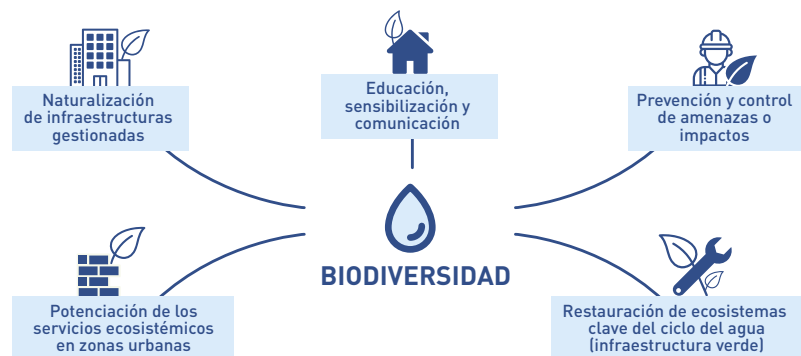 Naturalización
de infraestructuras
gestionadas
Educación,
sensibilización y
comunicación
Prevención y control
de amenazas o
impactos
BIODIVERSIDAD
Potenciación de los
servicios ecosistémicos
en zonas urbanas
Restauración de ecosistemas
clave del ciclo del agua
(infraestructura verde)